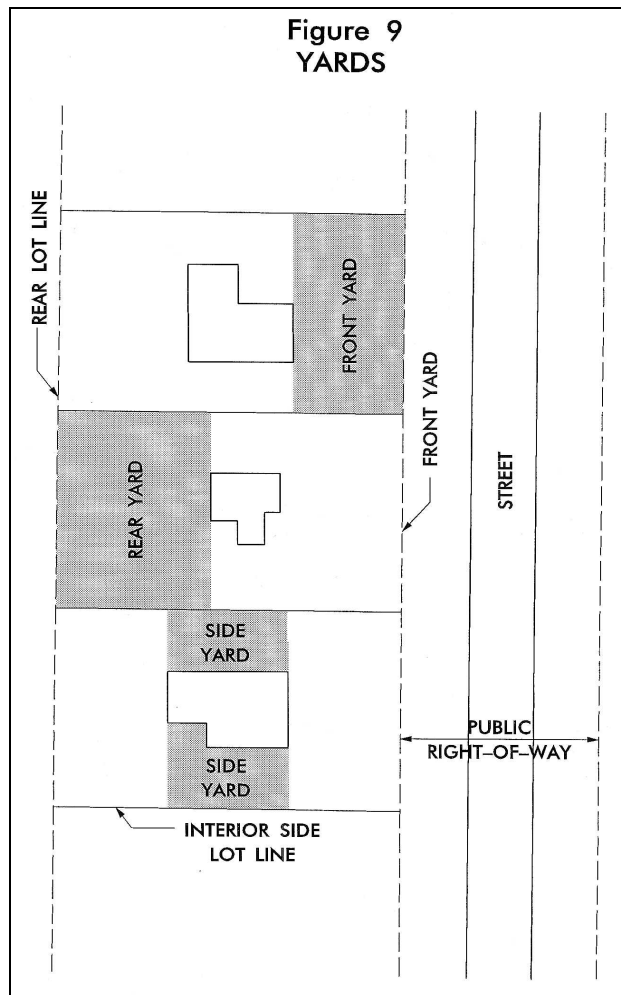 Figure 9
YARDS
REAR LOT LINE
FRONT YARD
FRONT YARD
REAR YARD
STREET
SIDE
YARD
PUBLIC
RIGHT-OF-WAY
SIDE
YARD
INTERIOR SIDE
LOT LINE